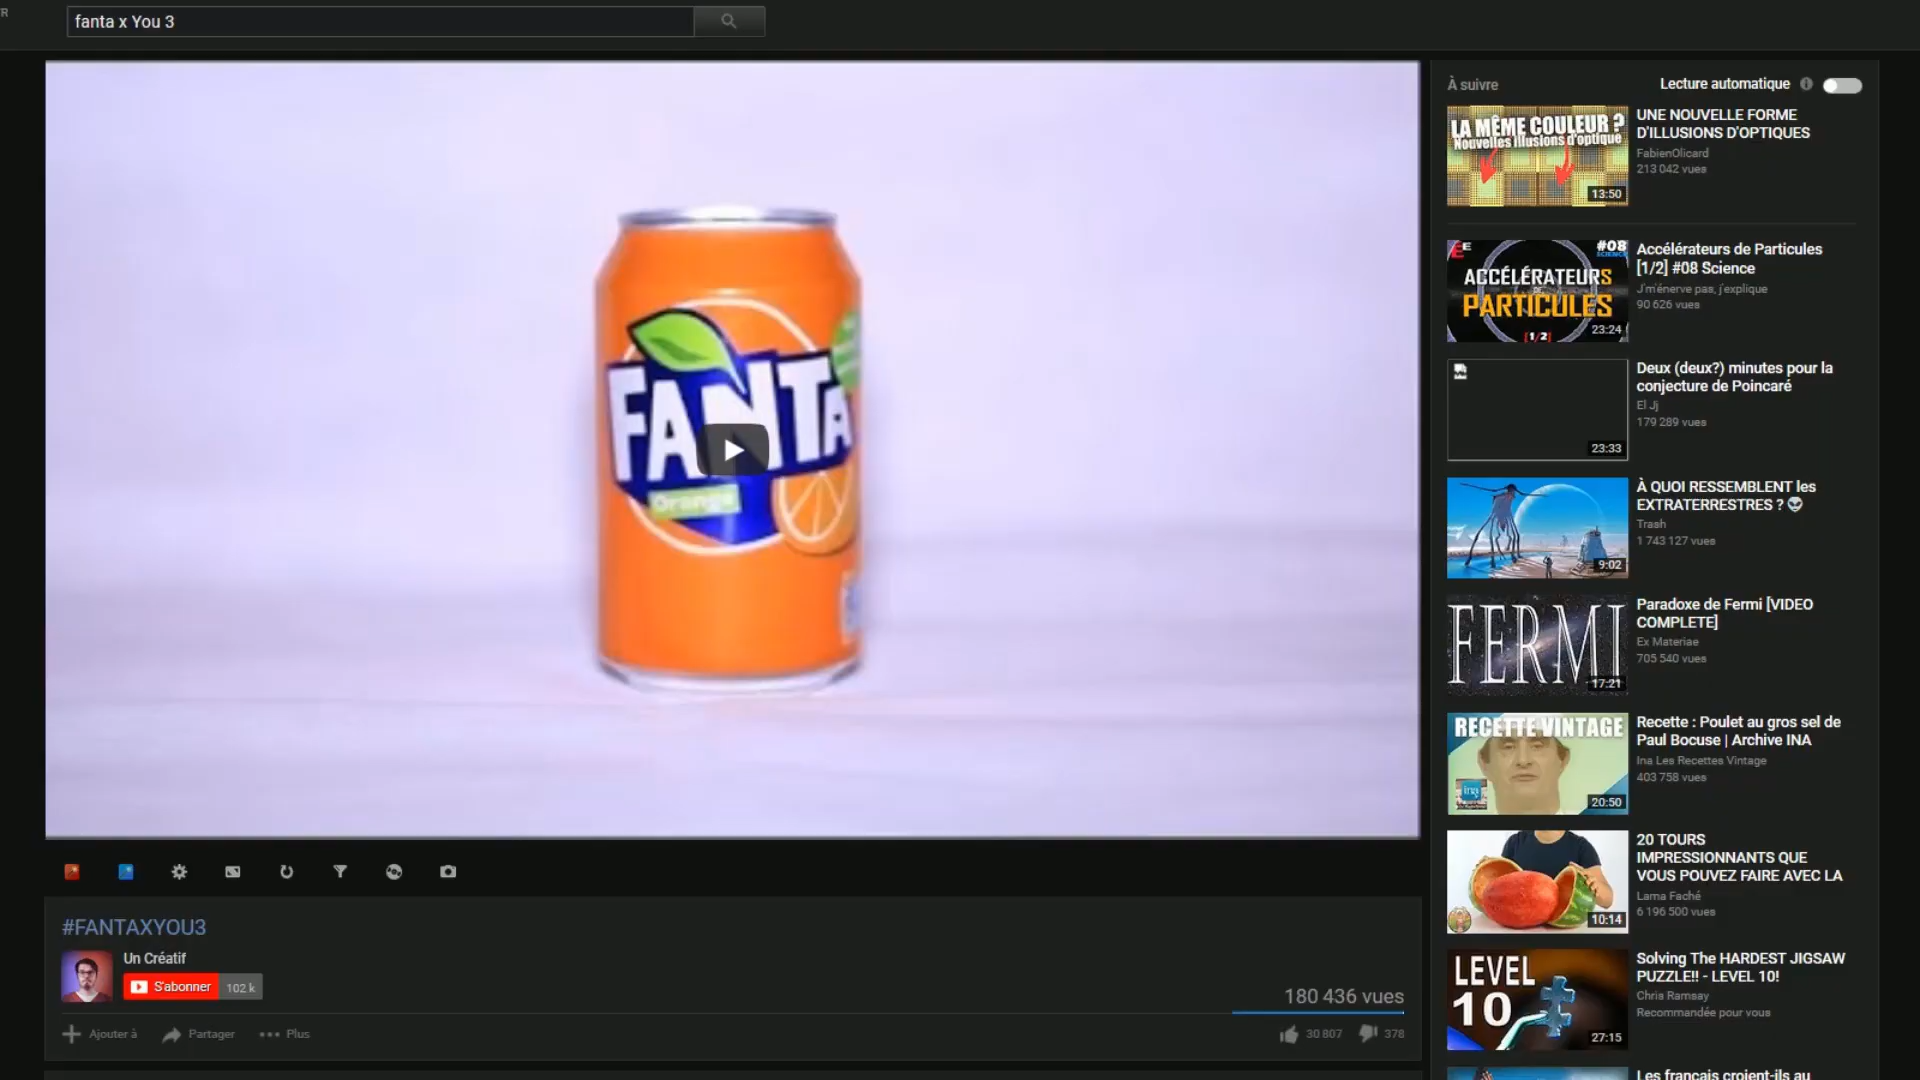 fanta x You 3
FANTA
Orange
#FANTAXYOU3
Un Créatif
S'abonner 102 k
180 436 vues
Ajouter à Partager Plus
30 807 378
À suivre
Lecture automatique
LA MÊME COULEUR ?
Nouvelles illusions d'optique
13:50
UNE NOUVELLE FORME
D'ILLUSIONS D'OPTIQUES
FabienOlicard
213 042 vues
#08
SCIENCE
ACCÉLÉRATEURS
DE
PARTICULES
[1/2]
23:24
Accélérateurs de Particules
[1/2] #08 Science
J'm'énerve pas, j'explique
90 626 vues
23:33
Deux (deux?) minutes pour la
conjecture de Poincaré
El Jj
179 289 vues
9:02
À QUOI RESSEMBLENT les
EXTRATERRESTRES ? 👽
Trash
1 743 127 vues
FERMI
17:21
Paradoxe de Fermi [VIDEO
COMPLETE]
Ex Materiae
705 540 vues
RECETTE VINTAGE
ina
20:50
Recette : Poulet au gros sel de
Paul Bocuse | Archive INA
Ina Les Recettes Vintage
403 758 vues
10:14
20 TOURS
IMPRESSIONNANTS QUE
VOUS POUVEZ FAIRE AVEC LA
Lama Faché
6 196 500 vues
LEVEL
10
27:15
Solving The HARDEST JIGSAW
PUZZLE!! - LEVEL 10!
Chris Ramsay
Recommandée pour vous
Les français croient-ils au